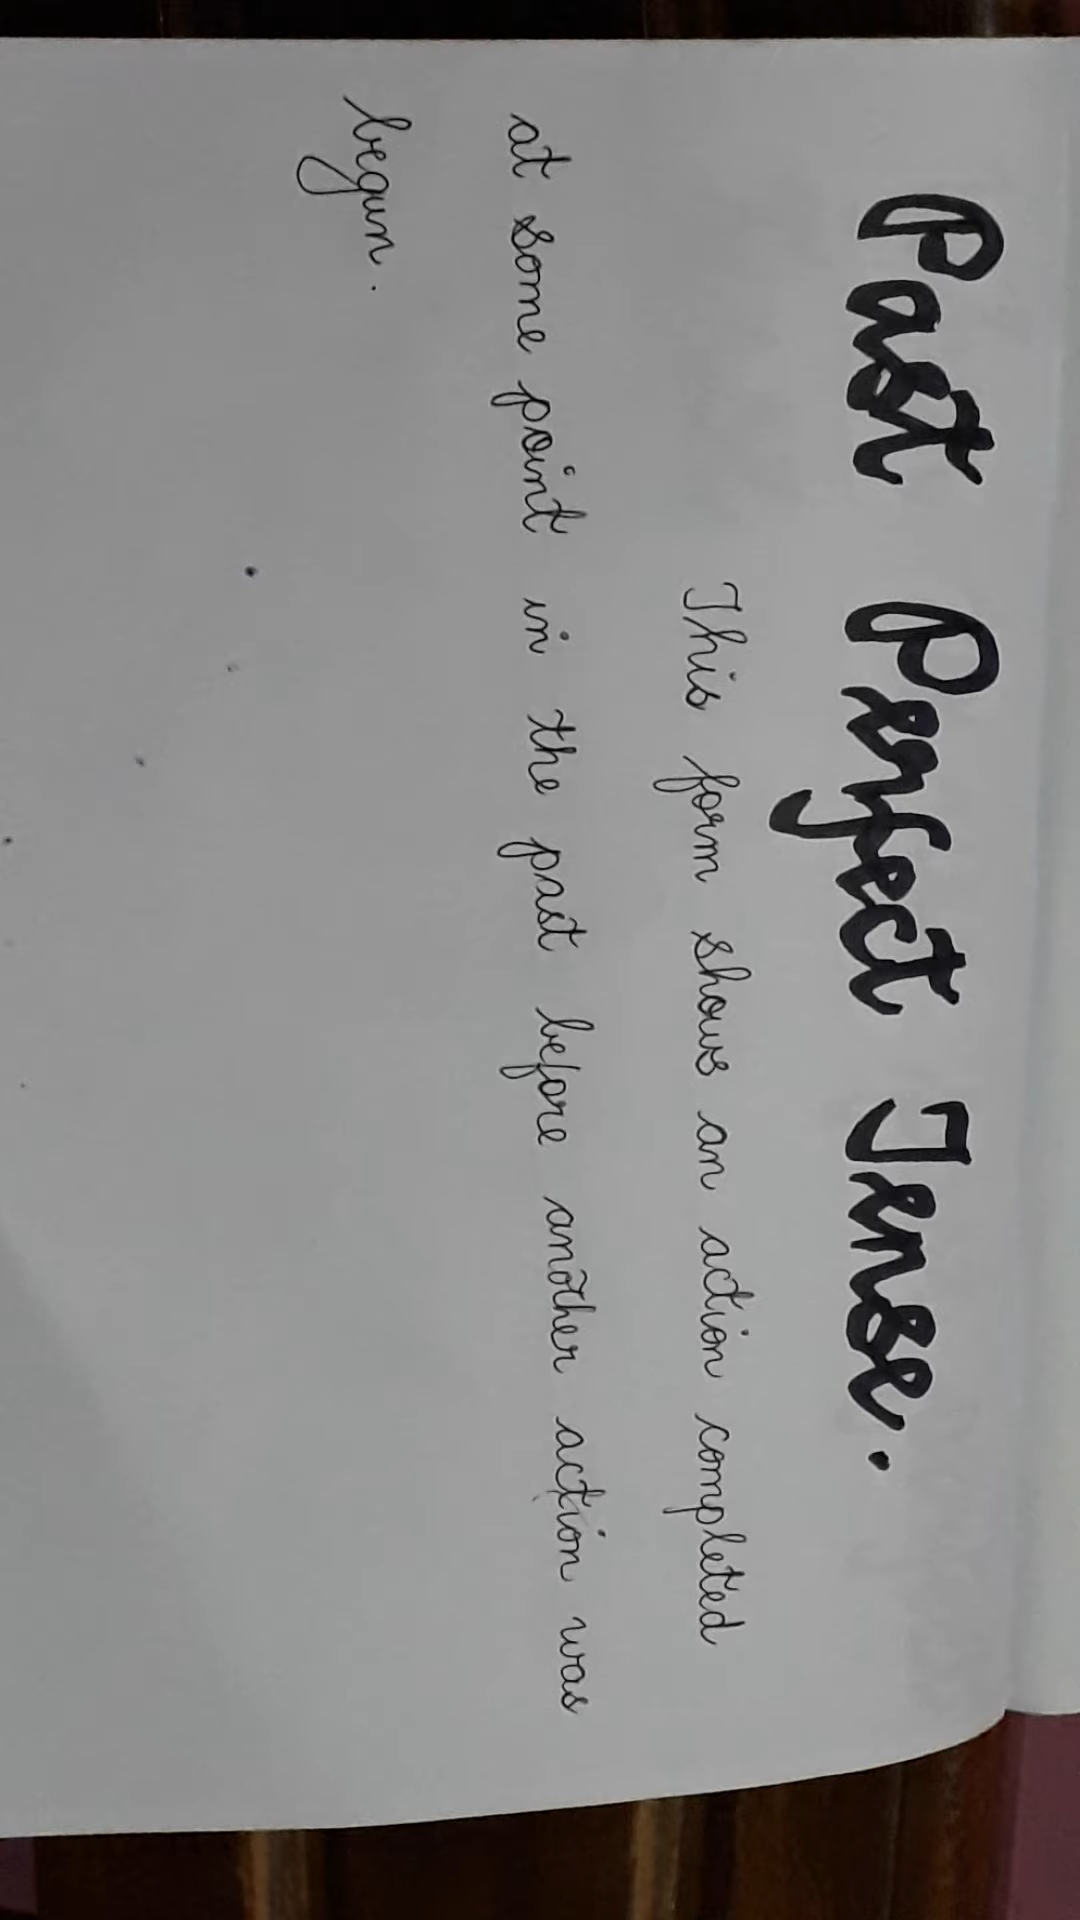 Past Perfect Tense.
This form shows an action completed
at some point in the past before another action was
begun.